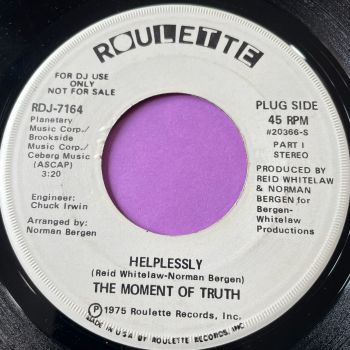 ROULETTE
FOR DJ USE
ONLY
NOT FOR SALE
RDJ-7164
Planetary
Music Corp./
Brookside
Music Corp./
Ceberg Music
(ASCAP)
3:20
Engineer:
Chuck Irwin
Arranged by:
Norman Bergen
PLUG SIDE
45 RPM
#20366-S
PART I
STEREO
PRODUCED BY
REID WHITELAW
& NORMAN
BERGEN for
Bergen-
Whitelaw
Productions
HELPLESSLY
(Reid Whitelaw-Norman Bergen)
THE MOMENT OF TRUTH
Ⓟ 1975 Roulette Records, Inc.
MADE IN U.S.A. BY ROULETTE RECORDS, INC.